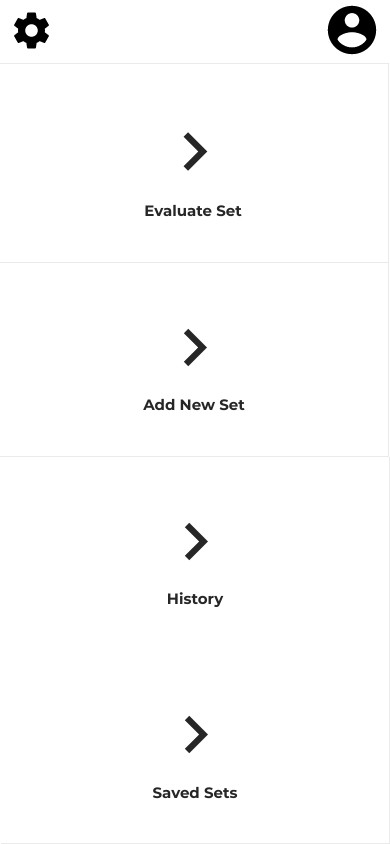 Evaluate Set
Add New Set
History
Saved Sets